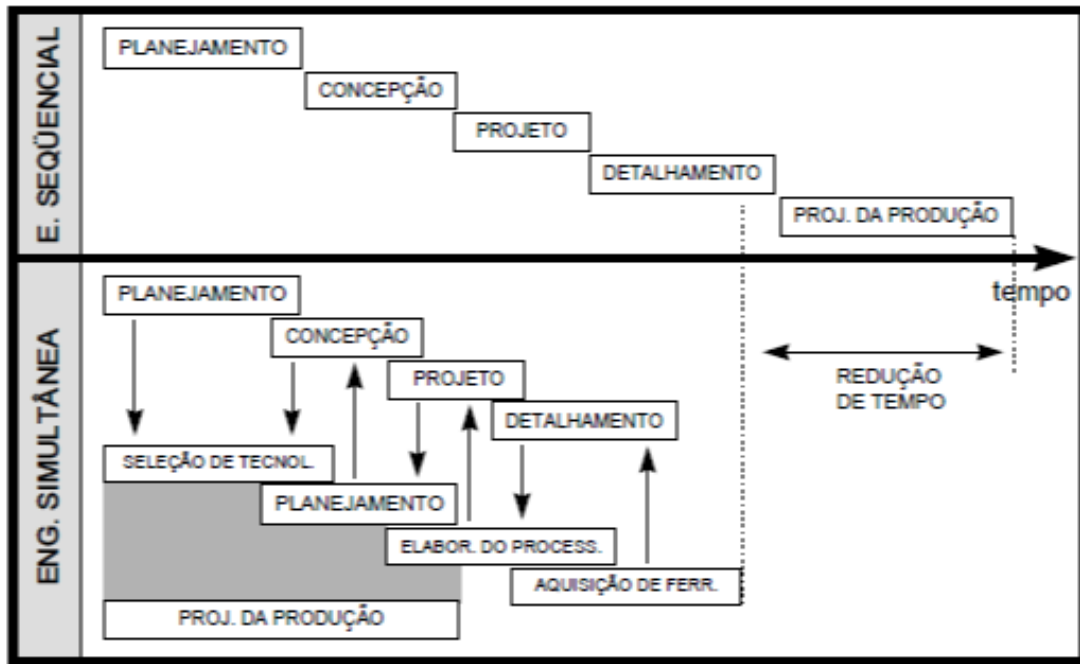 E. SEQÜENCIAL
PLANEJAMENTO
CONCEPÇÃO
PROJETO
DETALHAMENTO
PROJ. DA PRODUÇÃO
tempo
ENG. SIMULTÂNEA
PLANEJAMENTO
CONCEPÇÃO
PROJETO
DETALHAMENTO
SELEÇÃO DE TECNOL.
PLANEJAMENTO
ELABOR. DO PROCESS.
AQUISIÇÃO DE FERR.
PROJ. DA PRODUÇÃO
REDUÇÃO
DE TEMPO